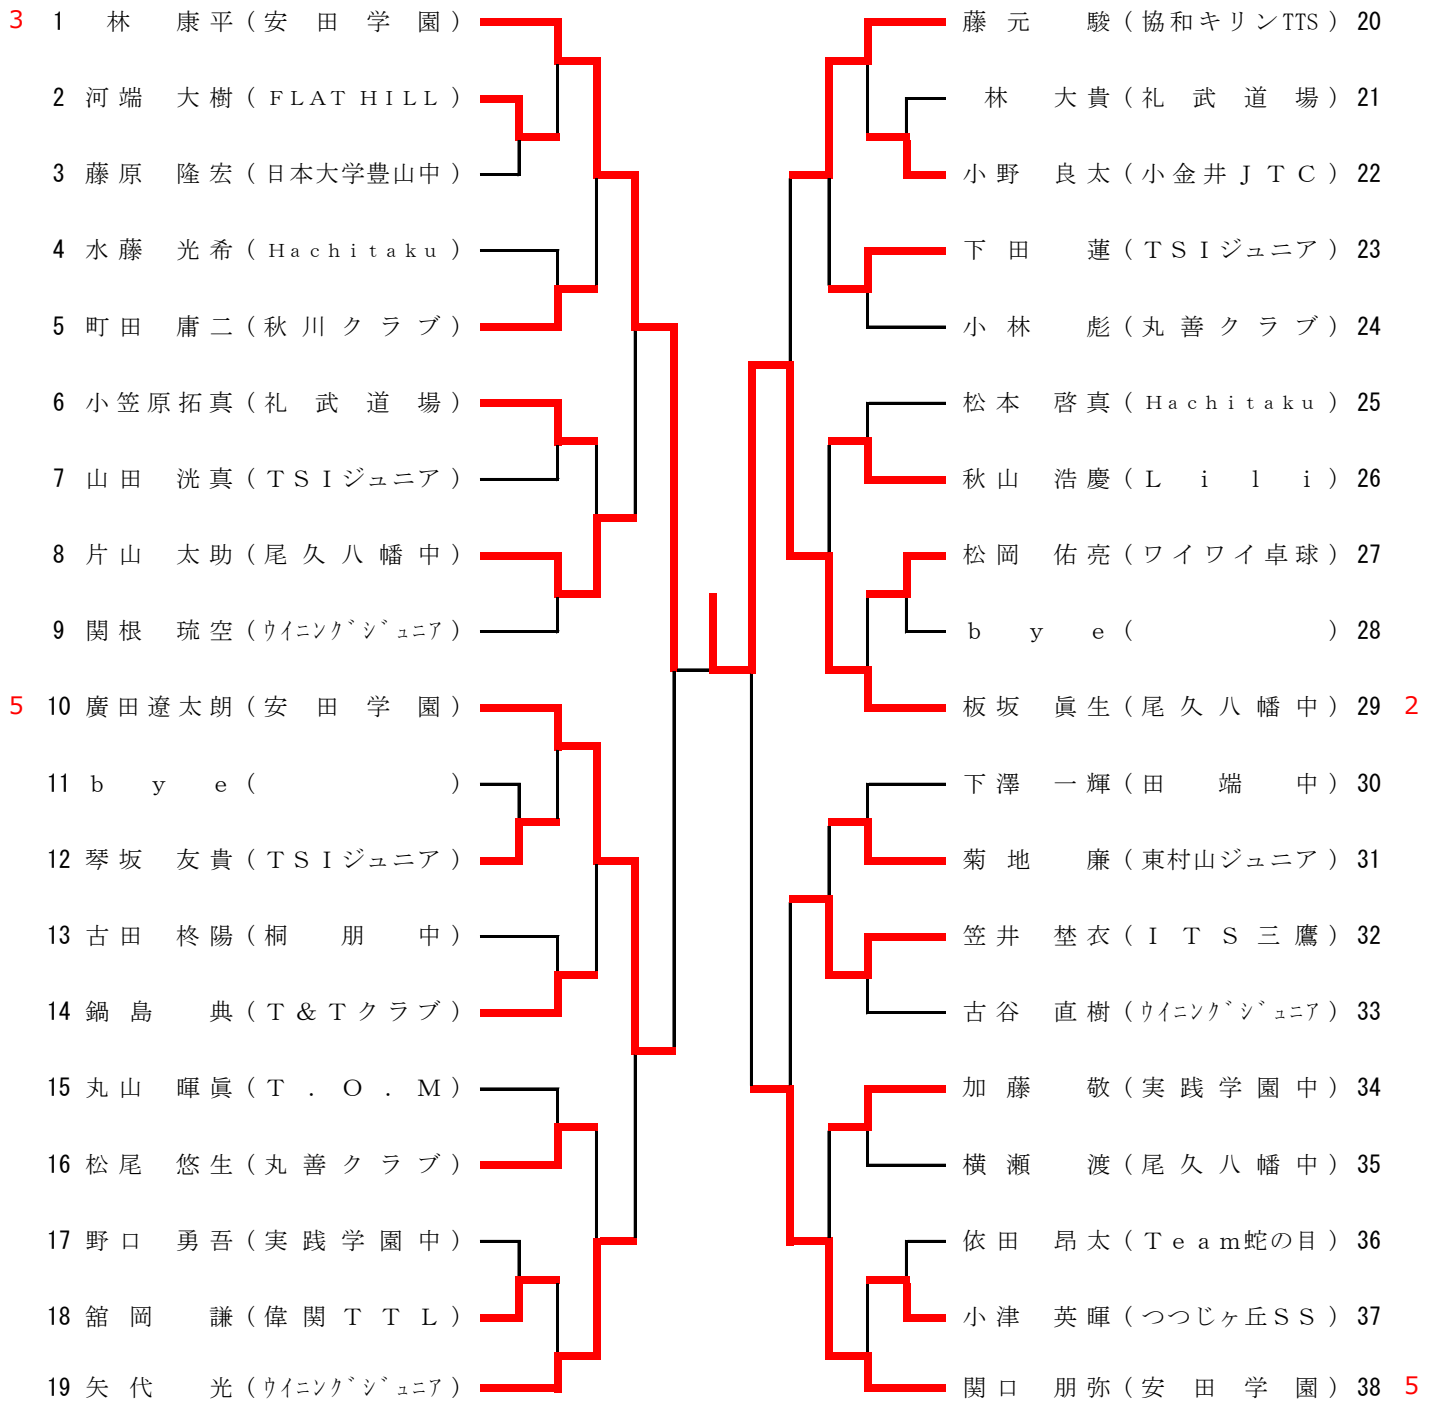 3 1 林 康平(安田学園)
2 河端 大樹(FLAT HILL)
3 藤原 隆宏(日本大学豊山中)
4 水藤 光希(Hachitaku)
5 町田 庸二(秋川クラブ)
6 小笠原拓真(礼武道場)
7 山田 洸真(TSIジュニア)
8 片山 太助(尾久八幡中)
9 関根 琉空(ウイニングジュニア)
5 10 廣田遼太朗(安田学園)
11 bye( )
12 琴坂 友貴(TSIジュニア)
13 古田 柊陽(桐朋中)
14 鍋島 典(T&Tクラブ)
15 丸山 暉眞(T.O.M)
16 松尾 悠生(丸善クラブ)
17 野口 勇吾(実践学園中)
18 舘岡 謙(偉関TTL)
19 矢代 光(ウイニングジュニア)
藤元 駿(協和キリンTTS) 20
林 大貴(礼武道場) 21
小野 良太(小金井JTC) 22
下田 蓮(TSIジュニア) 23
小林 彪(丸善クラブ) 24
松本 啓真(Hachitaku) 25
秋山 浩慶(Lili) 26
松岡 佑亮(ワイワイ卓球) 27
bye( ) 28
板坂 眞生(尾久八幡中) 29 2
下澤 一輝(田端中) 30
菊地 廉(東村山ジュニア) 31
笠井 埜衣(ITS三鷹) 32
古谷 直樹(ウイニングジュニア) 33
加藤 敬(実践学園中) 34
横瀬 渡(尾久八幡中) 35
依田 昂太(Team蛇の目) 36
小津 英暉(つつじヶ丘SS) 37
関口 朋弥(安田学園) 38 5